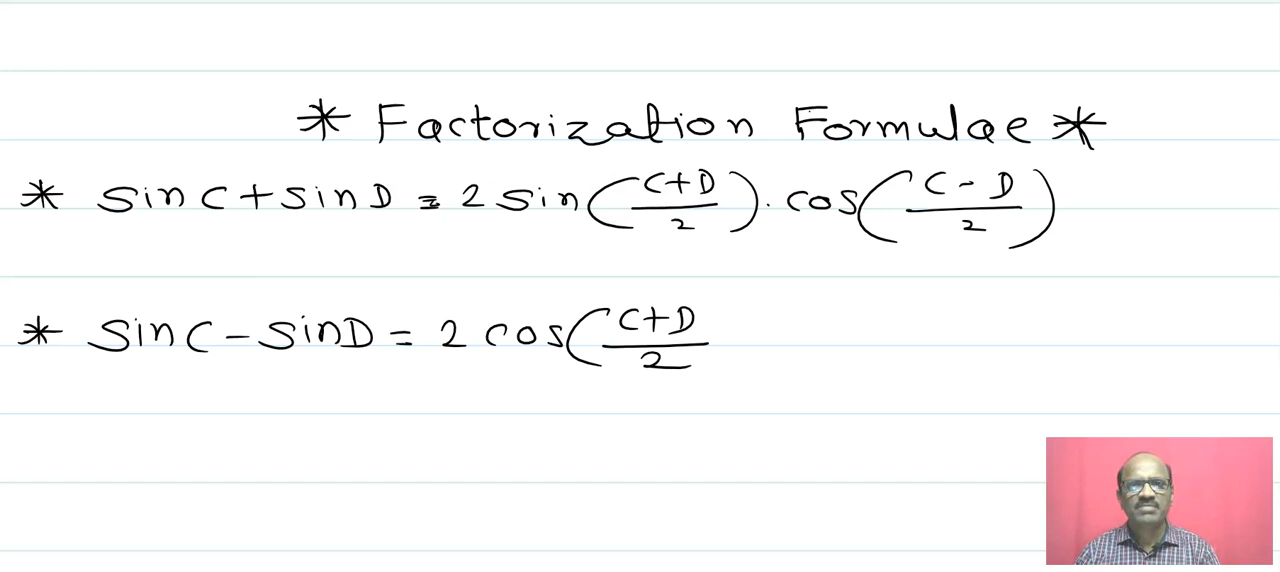 * Factorization Formulae *
* sin C + sin D = 2 sin((C+D)/2) . cos((C-D)/2)
* sin C - sin D = 2 cos((C+D)/2